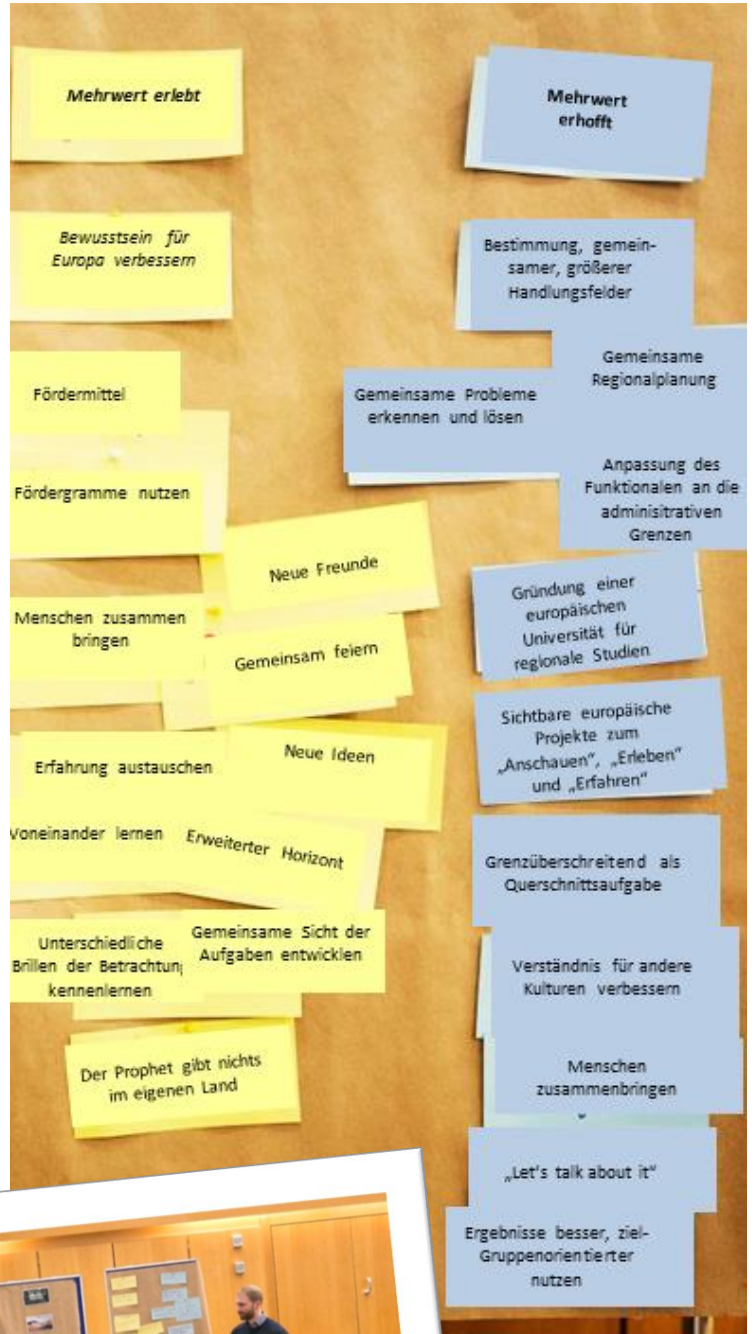 Mehrwert erlebt
Bewusstsein für
Europa verbessern
Fördermittel
Fördergramme nutzen
Neue Freunde
Menschen zusammen
bringen
Gemeinsam feiern
Neue Ideen
Erfahrung austauschen
Voneinander lernen
Erweiterter Horizont
Unterschiedliche
Brillen der Betrachtung
kennenlernen
Gemeinsame Sicht der
Aufgaben entwicklen
Der Prophet gibt nichts
im eigenen Land
Mehrwert
erhofft
Bestimmung, gemein-
samer, größerer
Handlungsfelder
Gemeinsame
Regionalplanung
Gemeinsame Probleme
erkennen und lösen
Anpassung des
Funktionalen an die
adminisitrativen
Grenzen
Gründung einer
europäischen
Universität für
regionale Studien
Sichtbare europäische
Projekte zum
„Anschauen", „Erleben"
und „Erfahren"
Grenzüberschreitend als
Querschnittsaufgabe
Verständnis für andere
Kulturen verbessern
Menschen
zusammenbringen
„Let's talk about it"
Ergebnisse besser, ziel-
Gruppenorientierter
nutzen